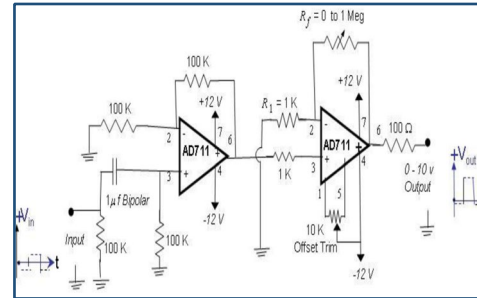 R_f = 0 to 1 Meg
100 K
+12 V
+12 V
100 K
R_1 = 1 K
2
-
7
6
AD711
3
+
4
2
-
7
6
100 Ω
AD711
3
+
4
1 K
1
5
+V_out
0 - 10 v
Output
1μf Bipolar
-12 V
+V_in
Input
100 K
100 K
10 K
Offset Trim
-12 V
t